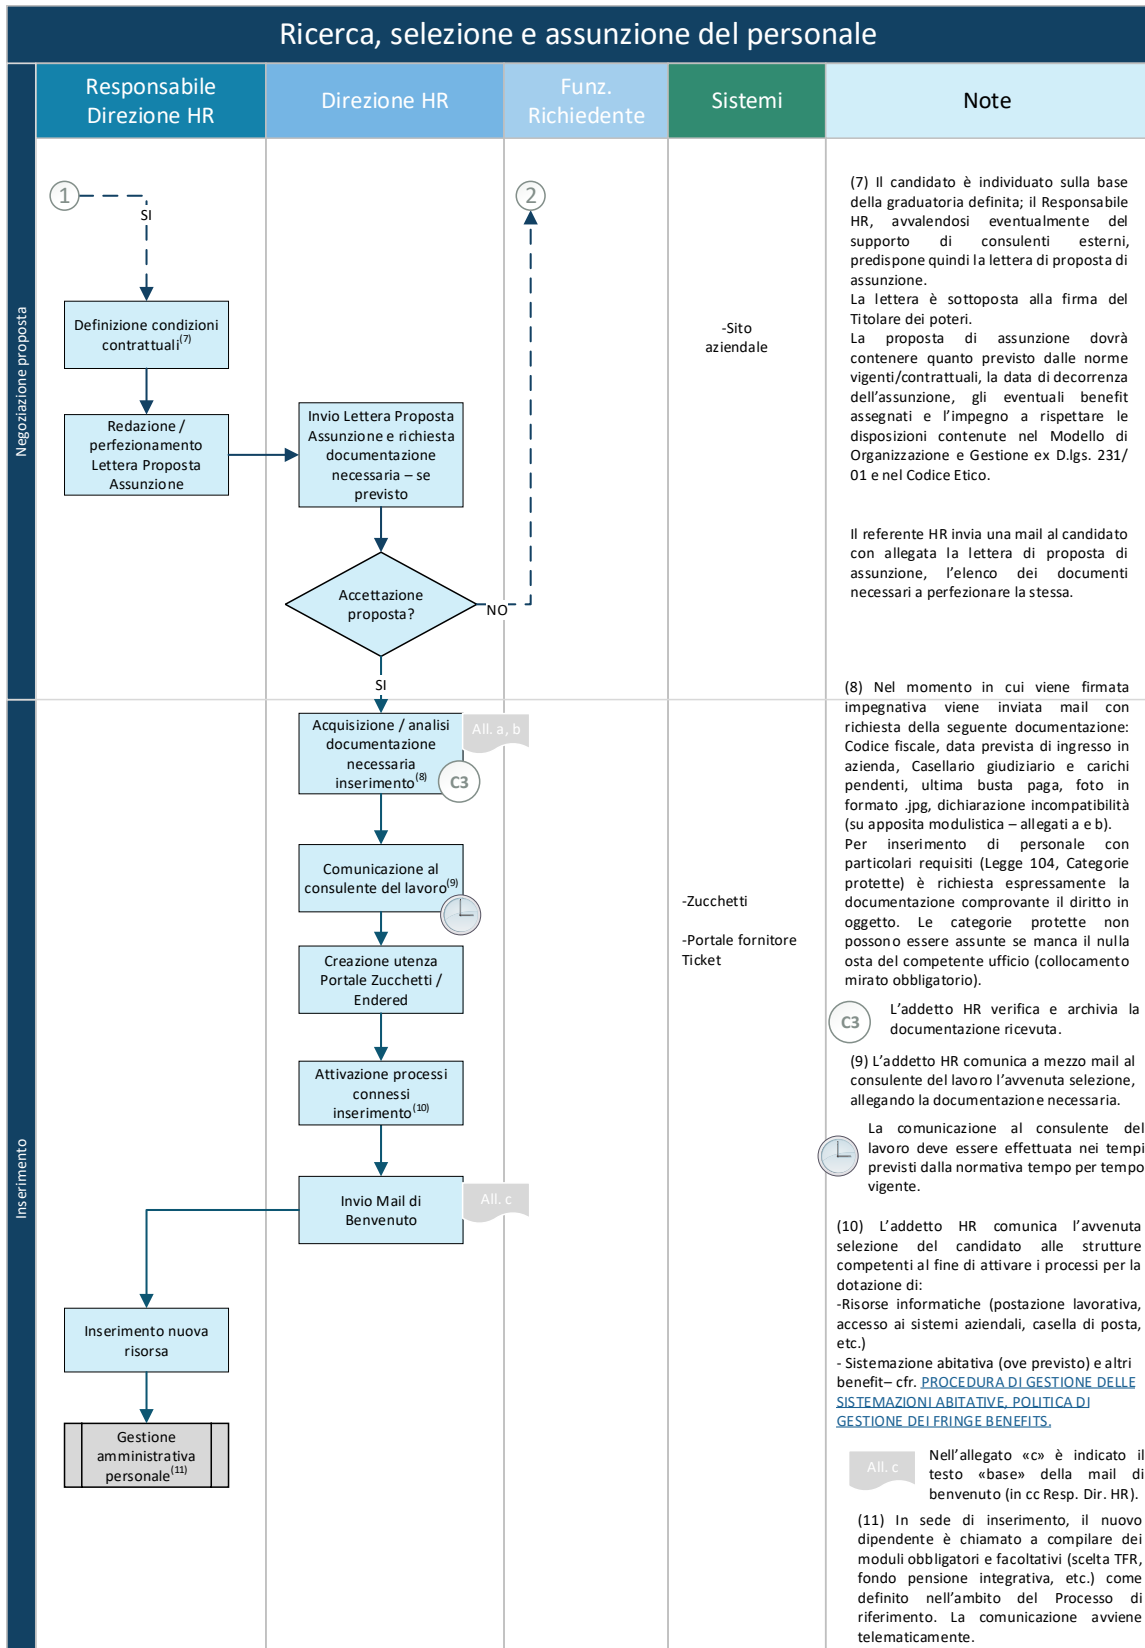 Ricerca, selezione e assunzione del personale
Responsabile
Direzione HR
Direzione HR
Funz.
Richiedente
Sistemi
Note
Negoziazione proposta
1
SI
Definizione condizioni
contrattuali(7)
Redazione /
perfezionamento
Lettera Proposta
Assunzione
Invio Lettera Proposta
Assunzione e richiesta
documentazione
necessaria – se
previsto
Accettazione
proposta?
NO
2
SI
-Sito
aziendale
(7) Il candidato è individuato sulla base
della graduatoria definita; il Responsabile
HR, avvalendosi eventualmente del
supporto di consulenti esterni,
predispone quindi la lettera di proposta di
assunzione.
La lettera è sottoposta alla firma del
Titolare dei poteri.
La proposta di assunzione dovrà
contenere quanto previsto dalle norme
vigenti/contrattuali, la data di decorrenza
dell’assunzione, gli eventuali benefit
assegnati e l’impegno a rispettare le
disposizioni contenute nel Modello di
Organizzazione e Gestione ex D.lgs. 231/
01 e nel Codice Etico.
Il referente HR invia una mail al candidato
con allegata la lettera di proposta di
assunzione, l’elenco dei documenti
necessari a perfezionare la stessa.
Inserimento
Acquisizione / analisi
documentazione
necessaria
inserimento(8)
All. a, b
C3
Comunicazione al
consulente del lavoro(9)
Creazione utenza
Portale Zucchetti /
Endered
Attivazione processi
connessi
inserimento(10)
Invio Mail di
Benvenuto
All. c
Inserimento nuova
risorsa
Gestione
amministrativa
personale(11)
-Zucchetti
-Portale fornitore
Ticket
(8) Nel momento in cui viene firmata
impegnativa viene inviata mail con
richiesta della seguente documentazione:
Codice fiscale, data prevista di ingresso in
azienda, Casellario giudiziario e carichi
pendenti, ultima busta paga, foto in
formato .jpg, dichiarazione incompatibilità
(su apposita modulistica – allegati a e b).
Per inserimento di personale con
particolari requisiti (Legge 104, Categorie
protette) è richiesta espressamente la
documentazione comprovante il diritto in
oggetto. Le categorie protette non
possono essere assunte se manca il nulla
osta del competente ufficio (collocamento
mirato obbligatorio).
C3
L’addetto HR verifica e archivia la
documentazione ricevuta.
(9) L’addetto HR comunica a mezzo mail al
consulente del lavoro l’avvenuta selezione,
allegando la documentazione necessaria.
La comunicazione al consulente del
lavoro deve essere effettuata nei tempi
previsti dalla normativa tempo per tempo
vigente.
(10) L’addetto HR comunica l’avvenuta
selezione del candidato alle strutture
competenti al fine di attivare i processi per la
dotazione di:
-Risorse informatiche (postazione lavorativa,
accesso ai sistemi aziendali, casella di posta,
etc.)
- Sistemazione abitativa (ove previsto) e altri
benefit– cfr. PROCEDURA DI GESTIONE DELLE
SISTEMAZIONI ABITATIVE, POLITICA DI
GESTIONE DEI FRINGE BENEFITS.
All. c
Nell’allegato «c» è indicato il
testo «base» della mail di
benvenuto (in cc Resp. Dir. HR).
(11) In sede di inserimento, il nuovo
dipendente è chiamato a compilare dei
moduli obbligatori e facoltativi (scelta TFR,
fondo pensione integrativa, etc.) come
definito nell’ambito del Processo di
riferimento. La comunicazione avviene
telematicamente.